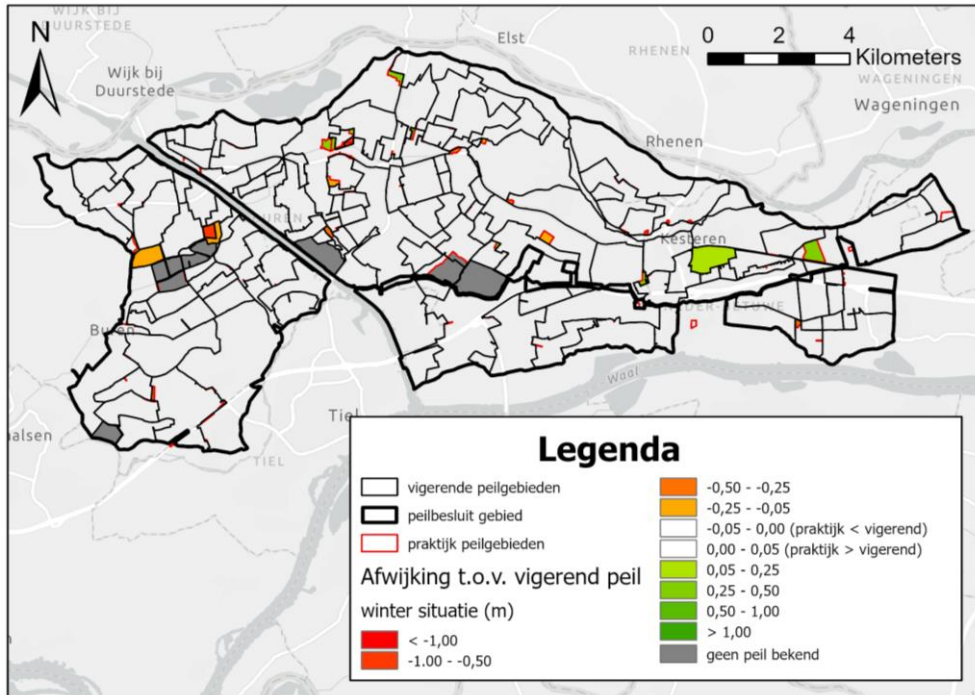 WIJK BIJ
DUURSTEDE
N
Elst
0 2 4
Kilometers
RHENEN
WAGENINGEN
Wijk bij
Duurstede
Wageningen
Rhenen
Kesteren
Buren
Waal
Tiel
TIEL
alsen
Legenda
vigerende peilgebieden
peilbesluit gebied
praktijk peilgebieden
Afwijking t.o.v. vigerend peil
winter situatie (m)
< -1,00
-1.00 - -0,50
-0,50 - -0,25
-0,25 - -0,05
-0,05 - 0,00 (praktijk < vigerend)
0,00 - 0,05 (praktijk > vigerend)
0,05 - 0,25
0,25 - 0,50
0,50 - 1,00
> 1,00
geen peil bekend